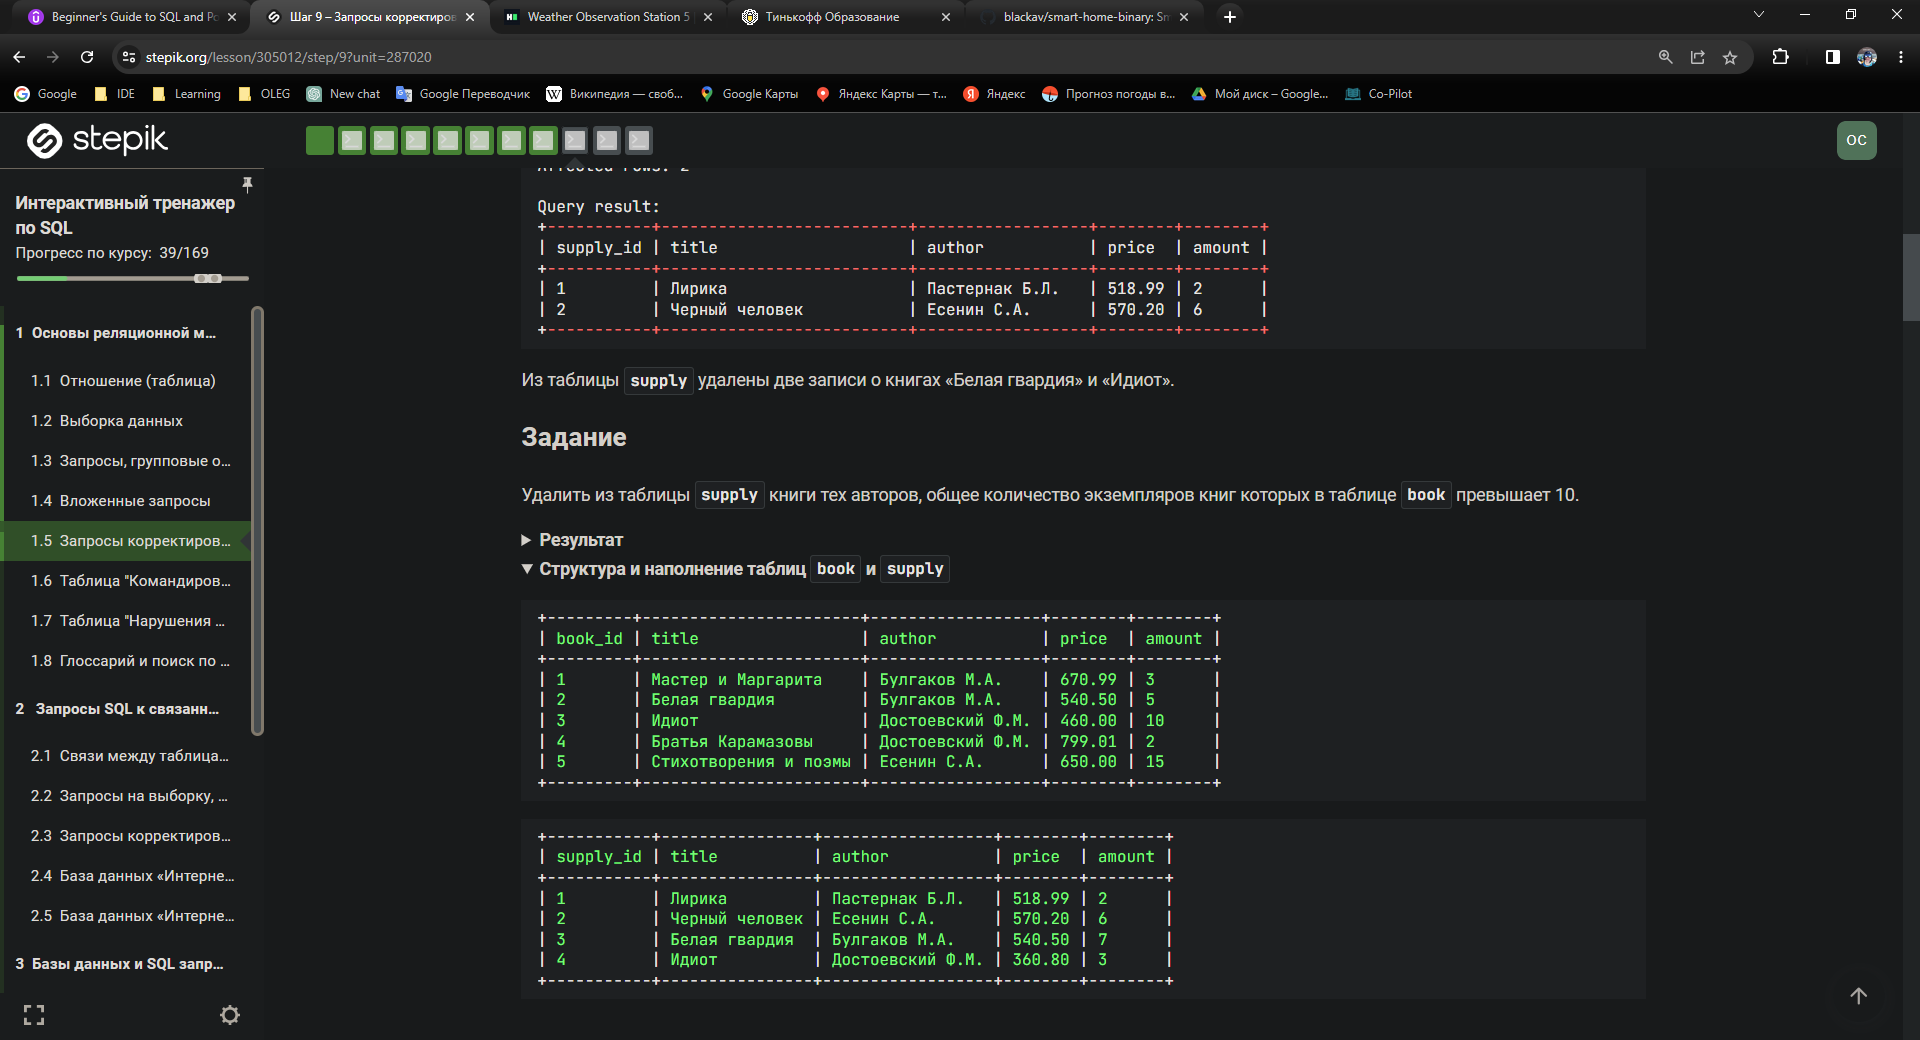 Beginner's Guide to SQL and Po
Шаг 9 – Запросы корректиров
Weather Observation Station 5
Тинькофф Образование
blackav/smart-home-binary: Sm
stepik.org/lesson/305012/step/9?unit=287020
Google
IDE
Learning
OLEG
New chat
Google Переводчик
Википедия — своб...
Google Карты
Яндекс Карты — т...
Яндекс
Прогноз погоды в...
Мой диск – Google...
Co-Pilot
stepik
OC
Интерактивный тренажер
по SQL
Прогресс по курсу: 39/169
1 Основы реляционной м...
1.1 Отношение (таблица)
1.2 Выборка данных
1.3 Запросы, групповые о...
1.4 Вложенные запросы
1.5 Запросы корректиров...
1.6 Таблица "Командиров...
1.7 Таблица "Нарушения ...
1.8 Глоссарий и поиск по ...
2 Запросы SQL к связанн...
2.1 Связи между таблица...
2.2 Запросы на выборку, ...
2.3 Запросы корректиров...
2.4 База данных «Интерне...
2.5 База данных «Интерне...
3 Базы данных и SQL запр...
Affected rows: 2
Query result:
+-----------+--------------------------+------------------+--------+--------+
| supply_id | title                    | author           | price  | amount |
+-----------+--------------------------+------------------+--------+--------+
| 1         | Лирика                   | Пастернак Б.Л.   | 518.99 | 2      |
| 2         | Черный человек           | Есенин С.А.      | 570.20 | 6      |
+-----------+--------------------------+------------------+--------+--------+
Из таблицы supply удалены две записи о книгах «Белая гвардия» и «Идиот».
Задание
Удалить из таблицы supply книги тех авторов, общее количество экземпляров книг которых в таблице book превышает 10.
Результат
Структура и наполнение таблиц book и supply
+---------+-----------------------+------------------+--------+--------+
| book_id | title                 | author           | price  | amount |
+---------+-----------------------+------------------+--------+--------+
| 1       | Мастер и Маргарита    | Булгаков М.А.    | 670.99 | 3      |
| 2       | Белая гвардия         | Булгаков М.А.    | 540.50 | 5      |
| 3       | Идиот                 | Достоевский Ф.М. | 460.00 | 10     |
| 4       | Братья Карамазовы     | Достоевский Ф.М. | 799.01 | 2      |
| 5       | Стихотворения и поэмы | Есенин С.А.      | 650.00 | 15     |
+---------+-----------------------+------------------+--------+--------+
+-----------+----------------+------------------+--------+--------+
| supply_id | title          | author           | price  | amount |
+-----------+----------------+------------------+--------+--------+
| 1         | Лирика         | Пастернак Б.Л.   | 518.99 | 2      |
| 2         | Черный человек | Есенин С.А.      | 570.20 | 6      |
| 3         | Белая гвардия  | Булгаков М.А.    | 540.50 | 7      |
| 4         | Идиот          | Достоевский Ф.М. | 360.80 | 3      |
+-----------+----------------+------------------+--------+--------+